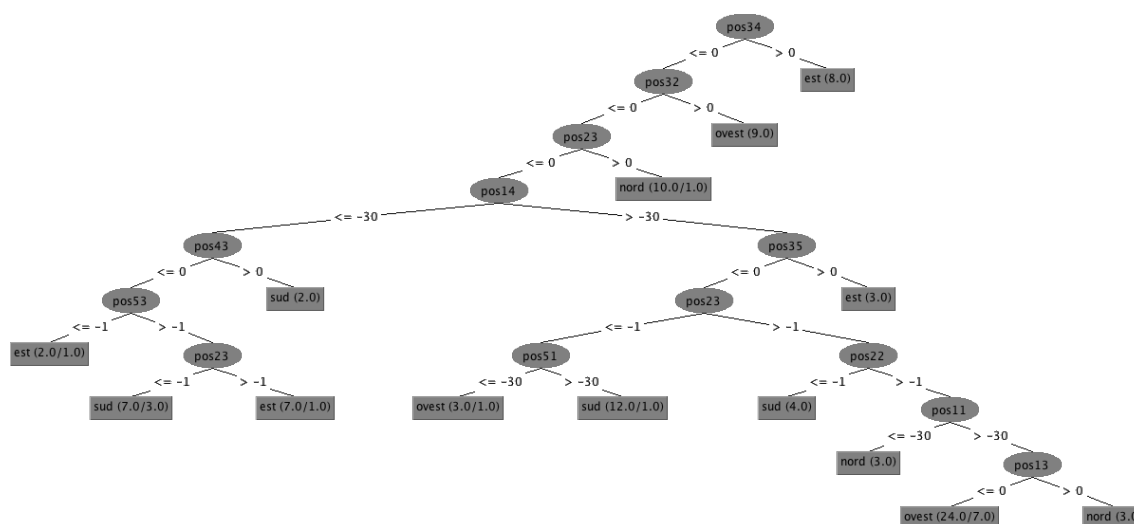 pos34
<= 0 > 0
pos32 est (8.0)
<= 0 > 0
pos23 ovest (9.0)
<= 0 > 0
pos14 nord (10.0/1.0)
<= -30 > -30
pos43 pos35
<= 0 > 0 <= 0 > 0
pos53 sud (2.0) pos23 est (3.0)
<= -1 > -1 <= -1 > -1
est (2.0/1.0) pos23 pos51 pos22
<= -1 > -1 <= -30 > -30 <= -1 > -1
sud (7.0/3.0) est (7.0/1.0) ovest (3.0/1.0) sud (12.0/1.0) sud (4.0) pos11
<= -30 > -30
nord (3.0) pos13
<= 0 > 0
ovest (24.0/7.0) nord (3.0